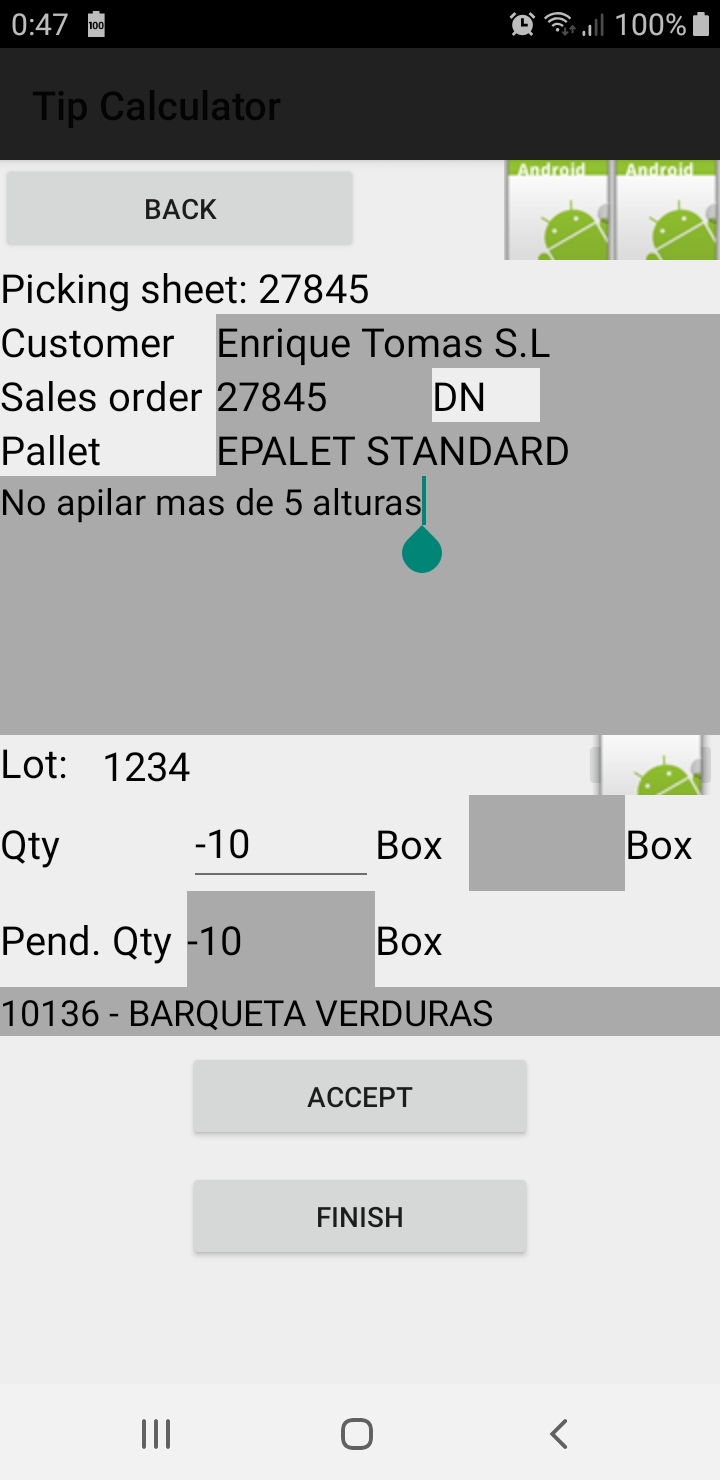 0:47 100 100%
Tip Calculator
BACK Android Android
Picking sheet: 27845
Customer Enrique Tomas S.L
Sales order 27845 DN
Pallet EPALET STANDARD
No apilar mas de 5 alturas
Lot: 1234
Qty -10 Box Box
Pend. Qty -10 Box
10136 - BARQUETA VERDURAS
ACCEPT
FINISH